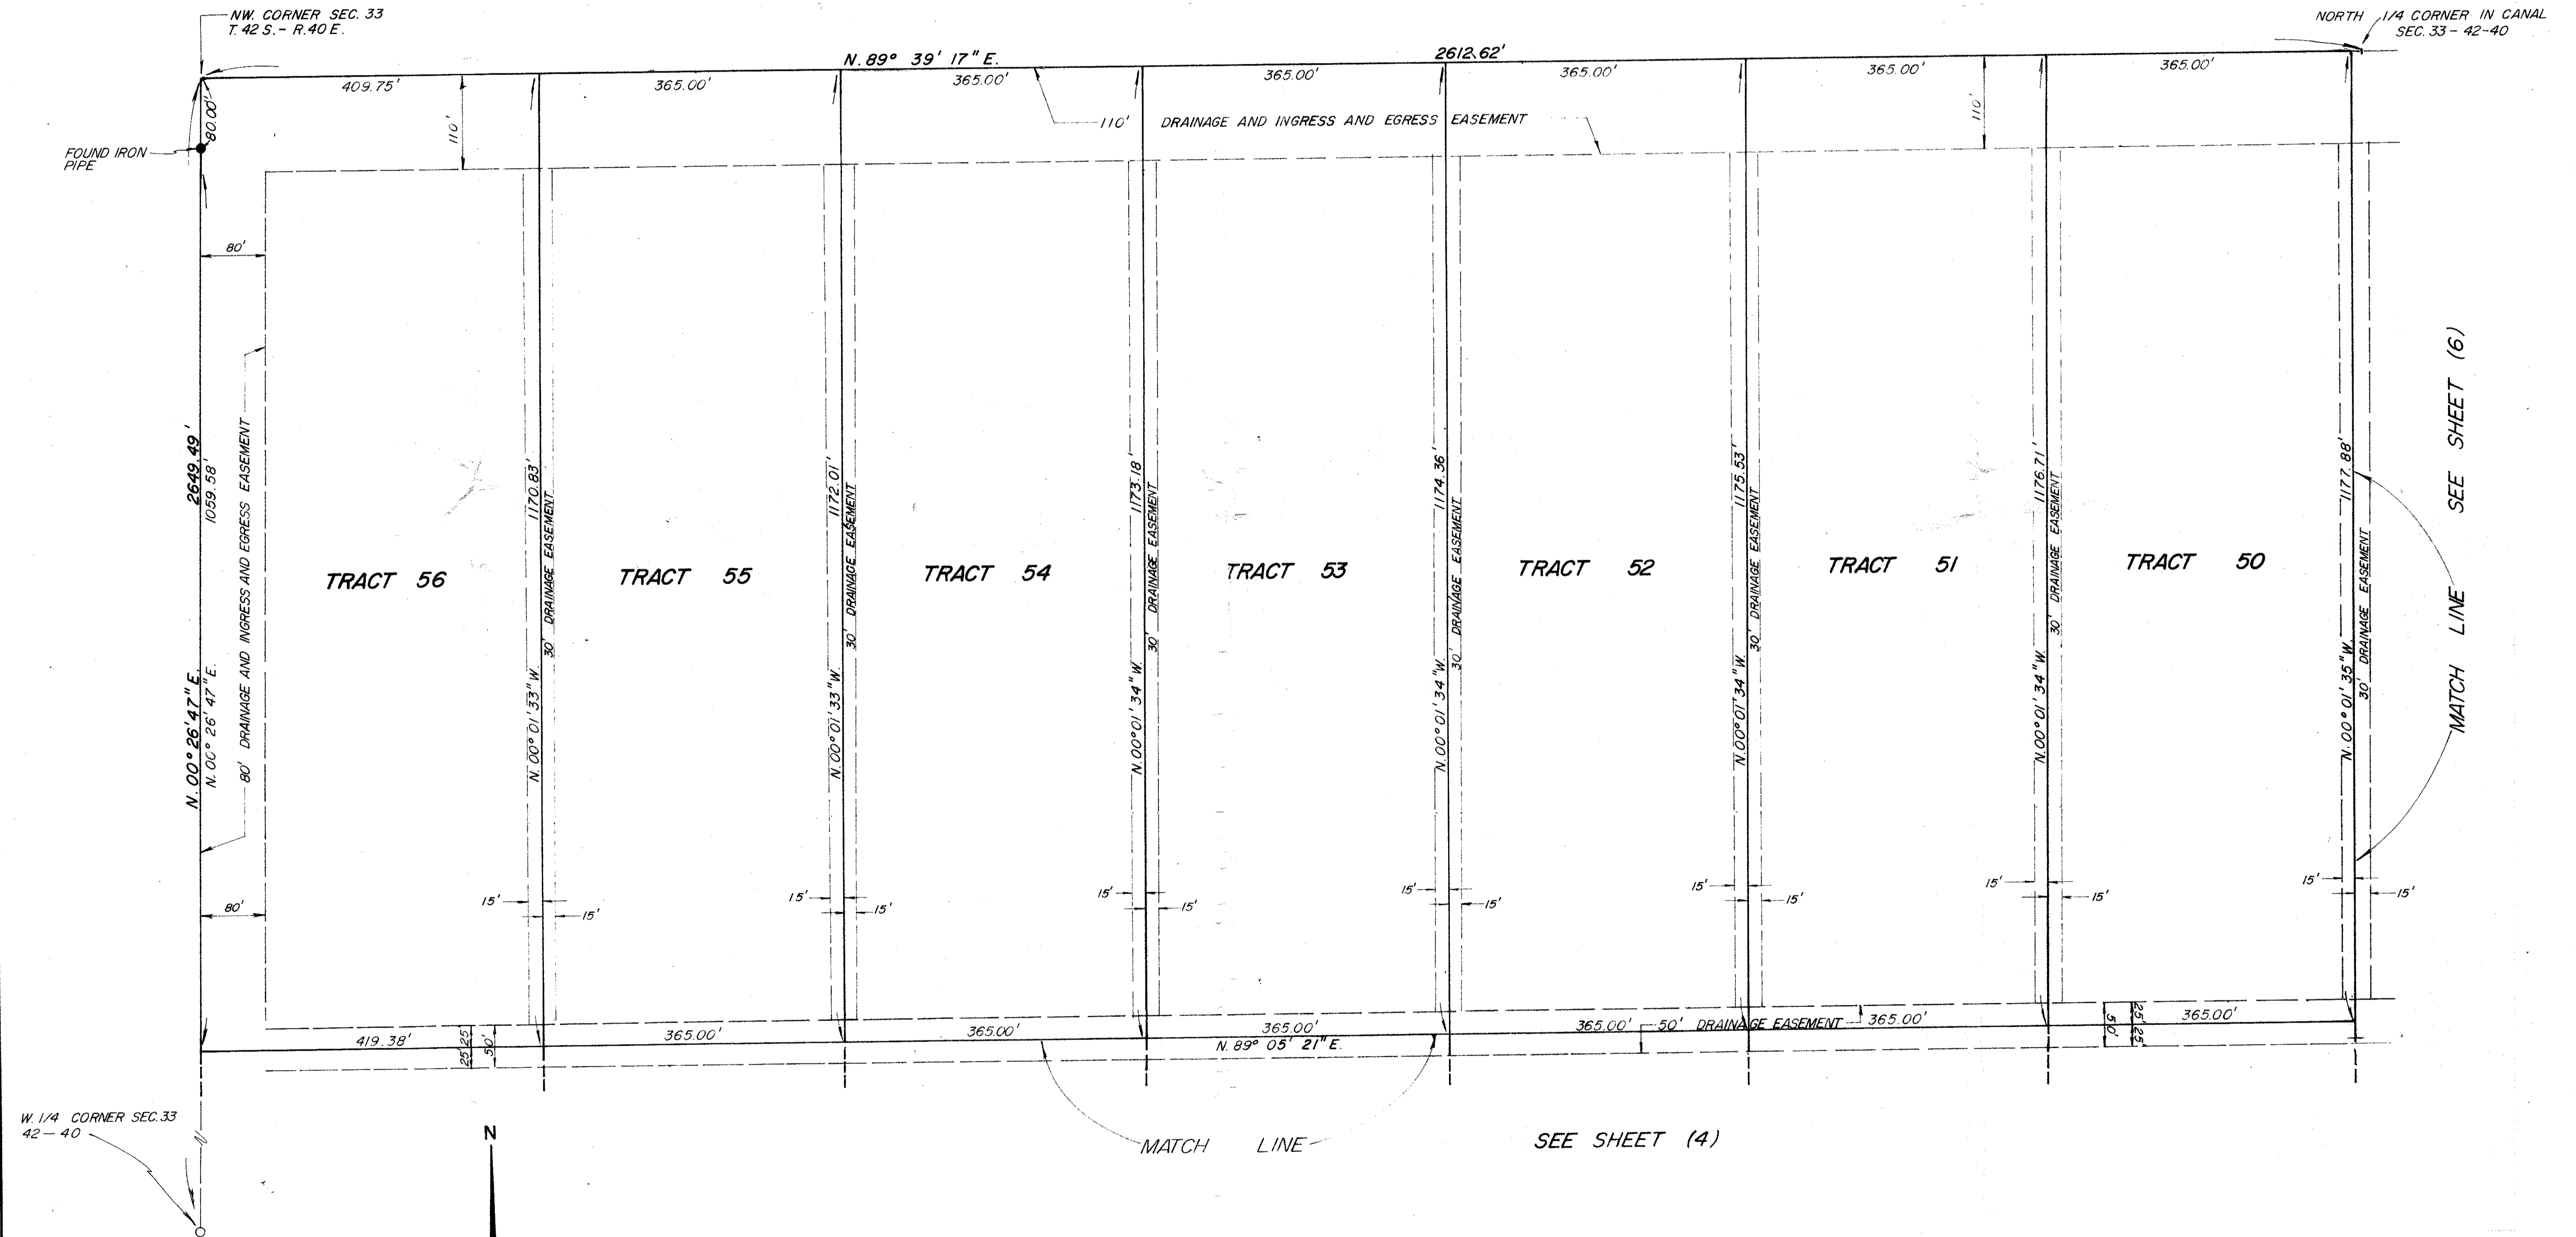 NW. CORNER SEC. 33
T. 42 S. - R. 40 E.
NORTH 1/4 CORNER IN CANAL
SEC. 33 - 42-40
N. 89° 39' 17" E.
2612.62'
409.75'
365.00'
365.00'
365.00'
365.00'
365.00'
365.00'
80.00'
110'
110' DRAINAGE AND INGRESS AND EGRESS EASEMENT
110'
FOUND IRON
PIPE
80'
2649.49'
1059.58'
N. 00° 26' 47" E.
N. 00° 26' 47" E.
80' DRAINAGE AND INGRESS AND EGRESS EASEMENT
1170.83'
N. 00° 01' 33" W.
30' DRAINAGE EASEMENT
1172.01'
N. 00° 01' 33" W.
30' DRAINAGE EASEMENT
1173.18'
N. 00° 01' 34" W.
30' DRAINAGE EASEMENT
1174.36'
N. 00° 01' 34" W.
30' DRAINAGE EASEMENT
1175.53'
N. 00° 01' 34" W.
30' DRAINAGE EASEMENT
1176.71'
N. 00° 01' 34" W.
30' DRAINAGE EASEMENT
1177.88'
N. 00° 01' 35" W.
30' DRAINAGE EASEMENT
MATCH LINE SEE SHEET (6)
TRACT 56
TRACT 55
TRACT 54
TRACT 53
TRACT 52
TRACT 51
TRACT 50
15'
15'
15'
15'
15'
15'
15'
15'
15'
15'
15'
15'
15'
15'
80'
419.38'
25' 25
50'
365.00'
365.00'
365.00'
365.00'
50' DRAINAGE EASEMENT
365.00'
50'
25' 25'
365.00'
N. 89° 05' 21" E.
W. 1/4 CORNER SEC. 33
42 - 40
N
MATCH LINE
SEE SHEET (4)